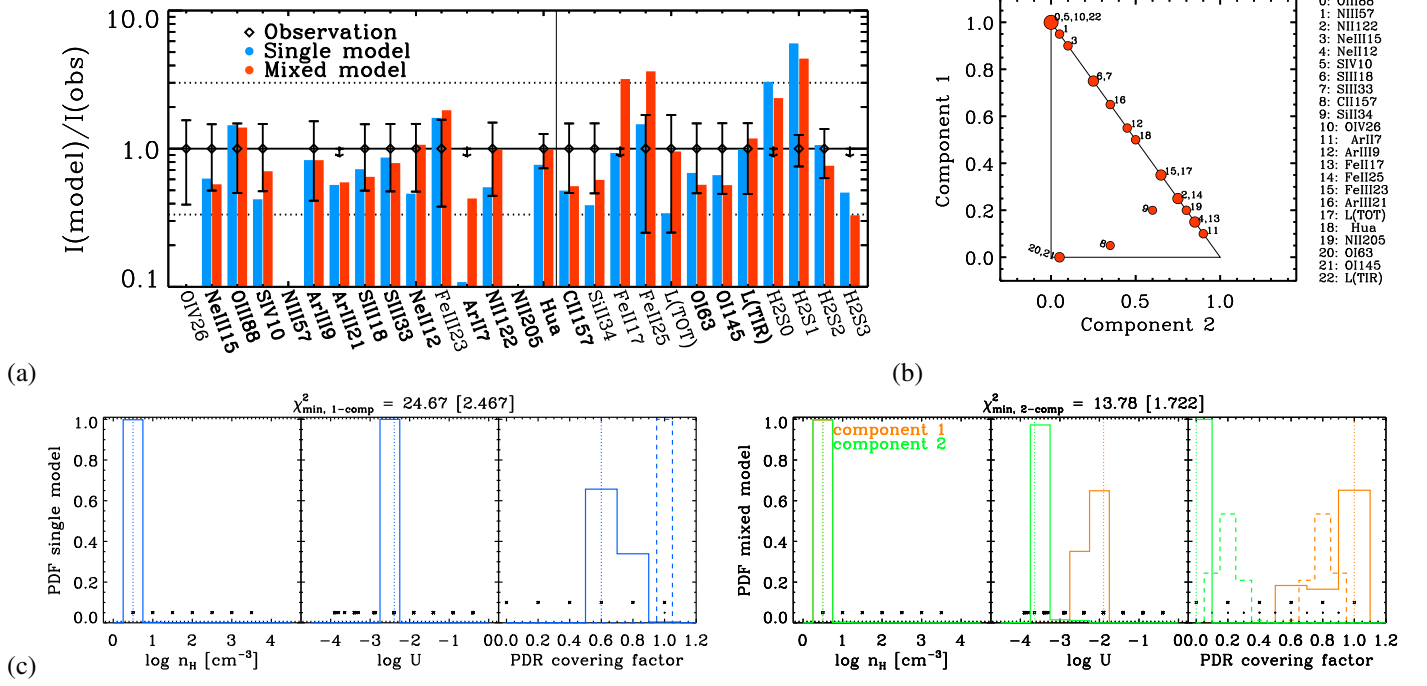 10.0
1.0
0.1
I(model)/I(obs)
Observation
Single model
Mixed model
OIV26
NeIII15
OIII88
SIV10
NIII57
ArIII9
ArIII21
SIII18
SIII33
NeII12
FeIII23
ArII7
NII122
NII205
Hua
CII157
SiII34
FeII17
FeII25
L(TOT)
OI63
OI145
L(TIR)
H2S0
H2S1
H2S2
H2S3
(a)
Component 1
1.0
0.8
0.6
0.4
0.2
0.0
0,5,10,22
1
3
6,7
16
12
18
15,17
2,14
9
19
4,13
11
8
20,21
0.0 0.5 1.0
Component 2
0: OIII88
1: NIII57
2: NII122
3: NeIII15
4: NeII12
5: SIV10
6: SIII18
7: SIII33
8: CII157
9: SiII34
10: OIV26
11: ArII7
12: ArIII9
13: FeII17
14: FeII25
15: FeIII23
16: ArIII21
17: L(TOT)
18: Hua
19: NII205
20: OI63
21: OI145
22: L(TIR)
(b)
χ²min, 1-comp = 24.67 [2.467]
PDF single model
1.0
0.8
0.6
0.4
0.2
0.0
0 1 2 3 4
log nH [cm⁻³]
−4 −3 −2 −1 0
log U
0.0 0.2 0.4 0.6 0.8 1.0 1.2
PDR covering factor
χ²min, 2-comp = 13.78 [1.722]
component 1
component 2
PDF mixed model
1.0
0.8
0.6
0.4
0.2
0.0
0 1 2 3 4
log nH [cm⁻³]
−4 −3 −2 −1 0
log U
0.0 0.2 0.4 0.6 0.8 1.0 1.2
PDR covering factor
(c)